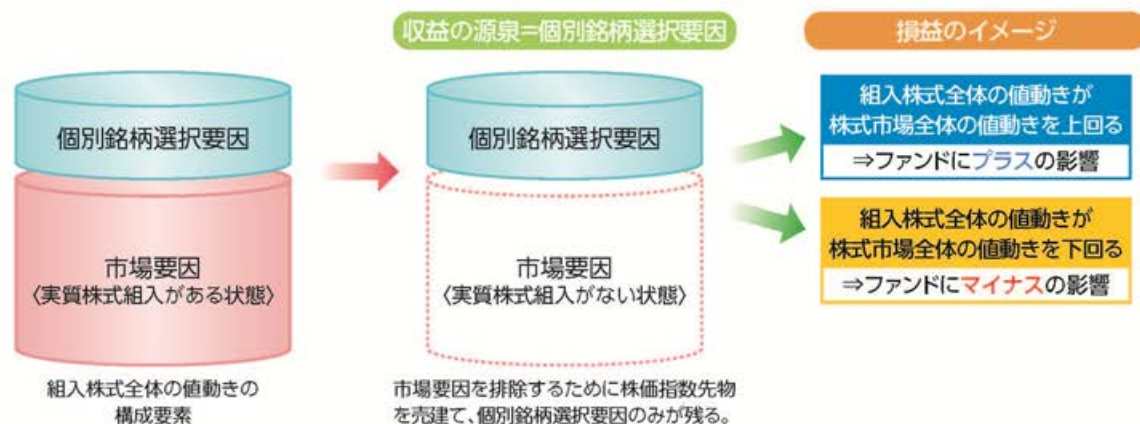 収益の源泉=個別銘柄選択要因
損益のイメージ
個別銘柄選択要因
市場要因
〈実質株式組入がある状態〉
組入株式全体の値動きの
構成要素
個別銘柄選択要因
市場要因
〈実質株式組入がない状態〉
市場要因を排除するために株価指数先物
を売建て、個別銘柄選択要因のみが残る。
組入株式全体の値動きが
株式市場全体の値動きを上回る
⇒ファンドにプラスの影響
組入株式全体の値動きが
株式市場全体の値動きを下回る
⇒ファンドにマイナスの影響